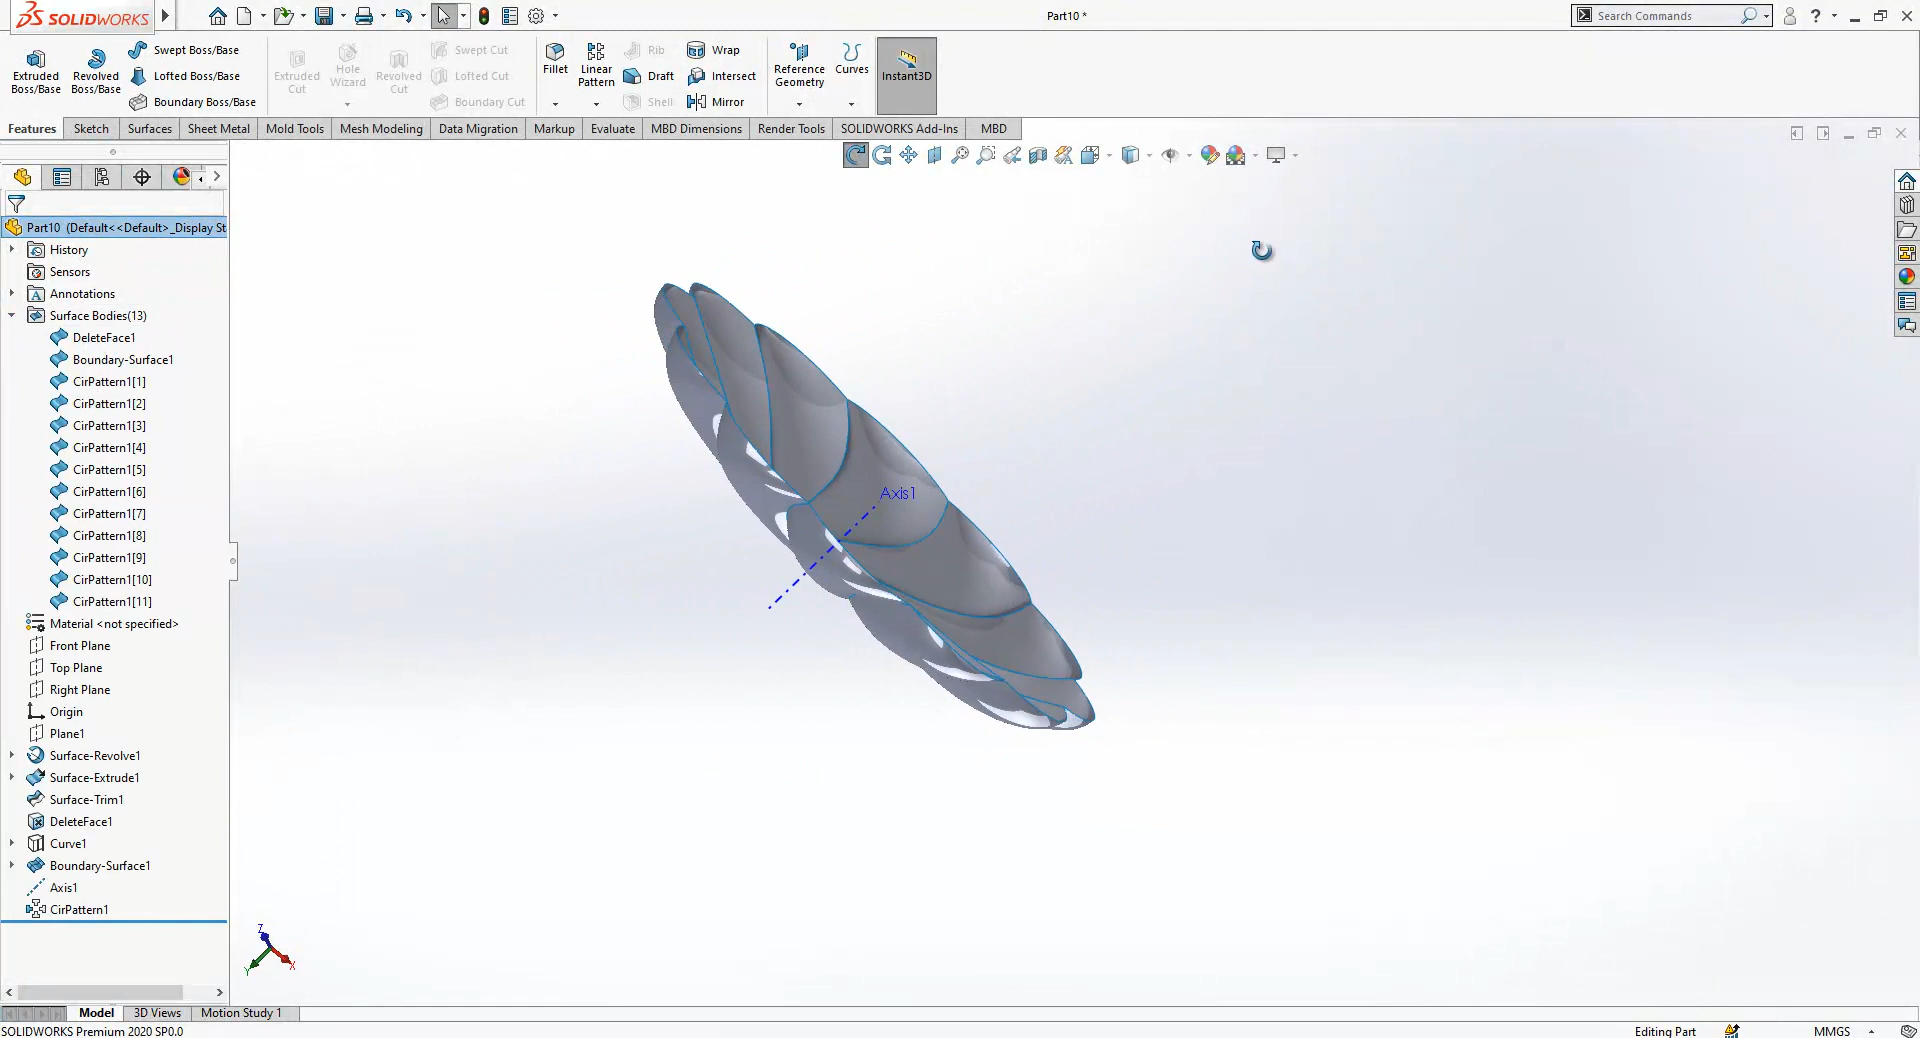 SOLIDWORKS
Part10 *
Search Commands
Extruded Boss/Base
Revolved Boss/Base
Swept Boss/Base
Lofted Boss/Base
Boundary Boss/Base
Extruded Cut
Hole Wizard
Revolved Cut
Swept Cut
Lofted Cut
Boundary Cut
Fillet
Linear Pattern
Rib
Draft
Shell
Wrap
Intersect
Mirror
Reference Geometry
Curves
Instant3D
Features
Sketch
Surfaces
Sheet Metal
Mold Tools
Mesh Modeling
Data Migration
Markup
Evaluate
MBD Dimensions
Render Tools
SOLIDWORKS Add-Ins
MBD
Part10 (Default<<Default>_Display St
History
Sensors
Annotations
Surface Bodies(13)
DeleteFace1
Boundary-Surface1
CirPattern1[1]
CirPattern1[2]
CirPattern1[3]
CirPattern1[4]
CirPattern1[5]
CirPattern1[6]
CirPattern1[7]
CirPattern1[8]
CirPattern1[9]
CirPattern1[10]
CirPattern1[11]
Material <not specified>
Front Plane
Top Plane
Right Plane
Origin
Plane1
Surface-Revolve1
Surface-Extrude1
Surface-Trim1
DeleteFace1
Curve1
Boundary-Surface1
Axis1
CirPattern1
Axis1
Z
Y
X
Model
3D Views
Motion Study 1
SOLIDWORKS Premium 2020 SP0.0
Editing Part
MMGS